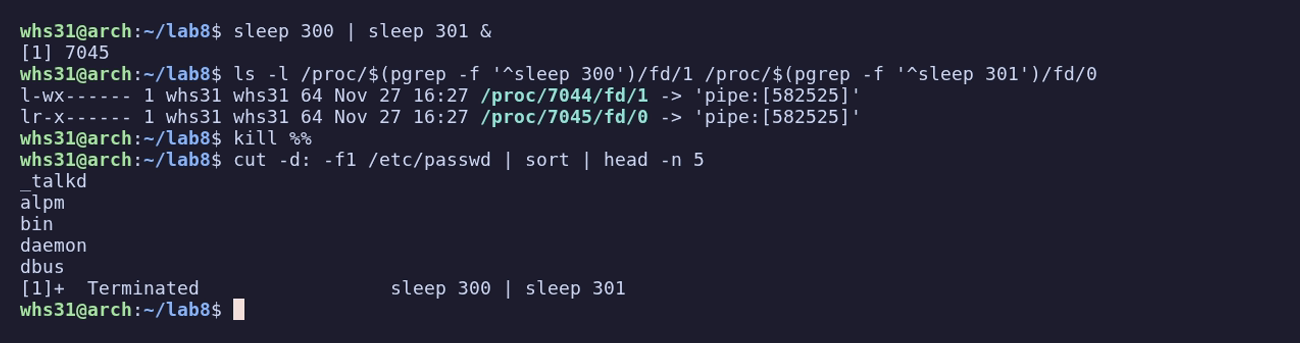 whs31@arch:~/lab8$ sleep 300 | sleep 301 &
[1] 7045
whs31@arch:~/lab8$ ls -l /proc/$(pgrep -f '^sleep 300')/fd/1 /proc/$(pgrep -f '^sleep 301')/fd/0
l-wx------ 1 whs31 whs31 64 Nov 27 16:27 /proc/7044/fd/1 -> 'pipe:[582525]'
lr-x------ 1 whs31 whs31 64 Nov 27 16:27 /proc/7045/fd/0 -> 'pipe:[582525]'
whs31@arch:~/lab8$ kill %%
whs31@arch:~/lab8$ cut -d: -f1 /etc/passwd | sort | head -n 5
_talkd
alpm
bin
daemon
dbus
[1]+  Terminated                 sleep 300 | sleep 301
whs31@arch:~/lab8$